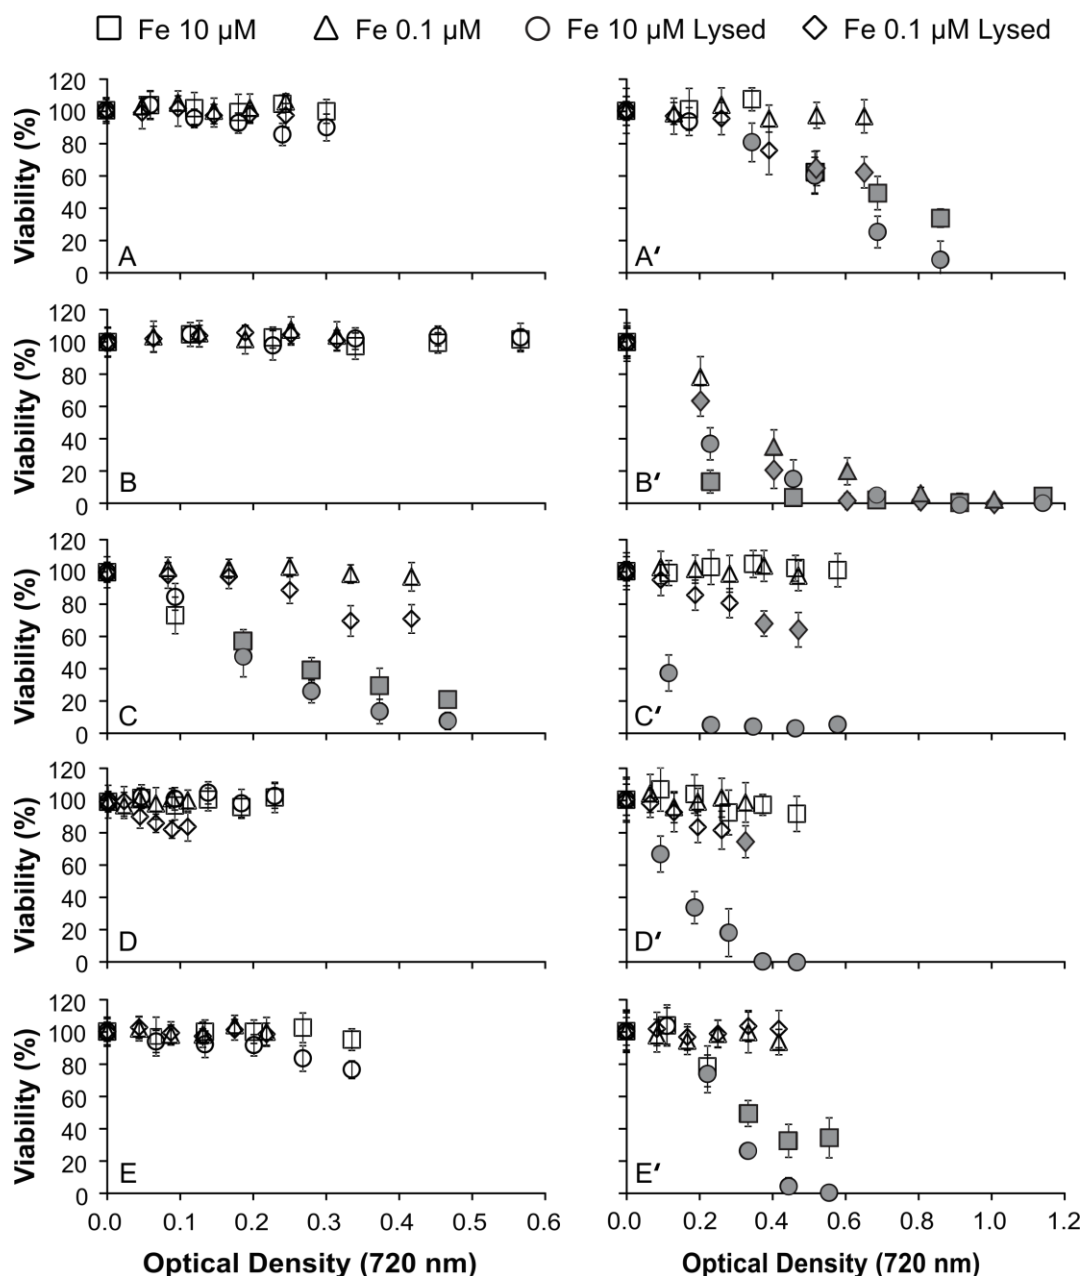 Fe 10 µM Fe 0.1 µM Fe 10 µM Lysed Fe 0.1 µM Lysed
Viability (%)
120
100
80
60
40
20
0
A
A′
Viability (%)
120
100
80
60
40
20
0
B
B′
Viability (%)
120
100
80
60
40
20
0
C
C′
Viability (%)
120
100
80
60
40
20
0
D
D′
Viability (%)
120
100
80
60
40
20
0
E
E′
0.0 0.1 0.2 0.3 0.4 0.5 0.6 0.0 0.2 0.4 0.6 0.8 1.0 1.2
Optical Density (720 nm) Optical Density (720 nm)